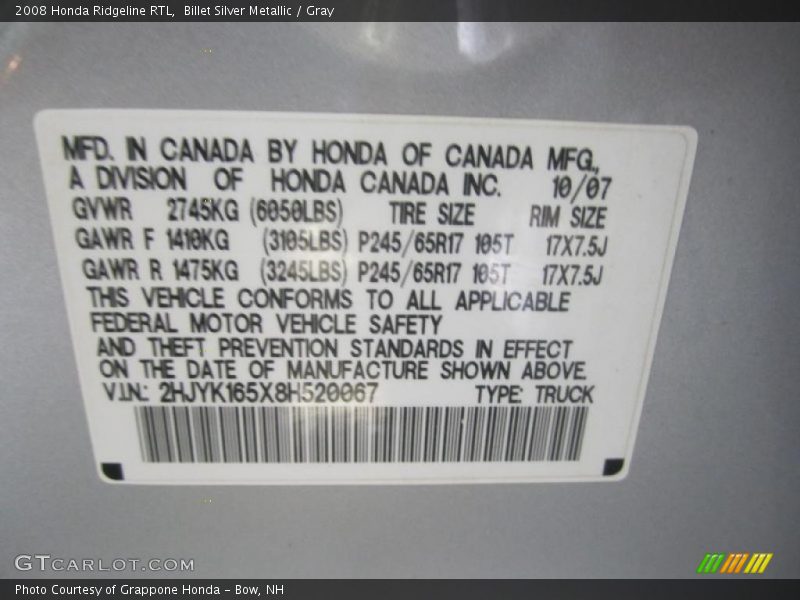 2008 Honda Ridgeline RTL,  Billet Silver Metallic / Gray
MFD. IN CANADA BY HONDA OF CANADA MFG.,
A DIVISION OF HONDA CANADA INC. 10/07
GVWR 2745KG (6050LBS) TIRE SIZE RIM SIZE
GAWR F 1410KG (3105LBS) P245/65R17 105T 17X7.5J
GAWR R 1475KG (3245LBS) P245/65R17 105T 17X7.5J
THIS VEHICLE CONFORMS TO ALL APPLICABLE
FEDERAL MOTOR VEHICLE SAFETY
AND THEFT PREVENTION STANDARDS IN EFFECT
ON THE DATE OF MANUFACTURE SHOWN ABOVE.
V.I.N.: 2HJYK165X8H520067 TYPE: TRUCK
GTCARLOT.COM
Photo Courtesy of Grappone Honda - Bow, NH